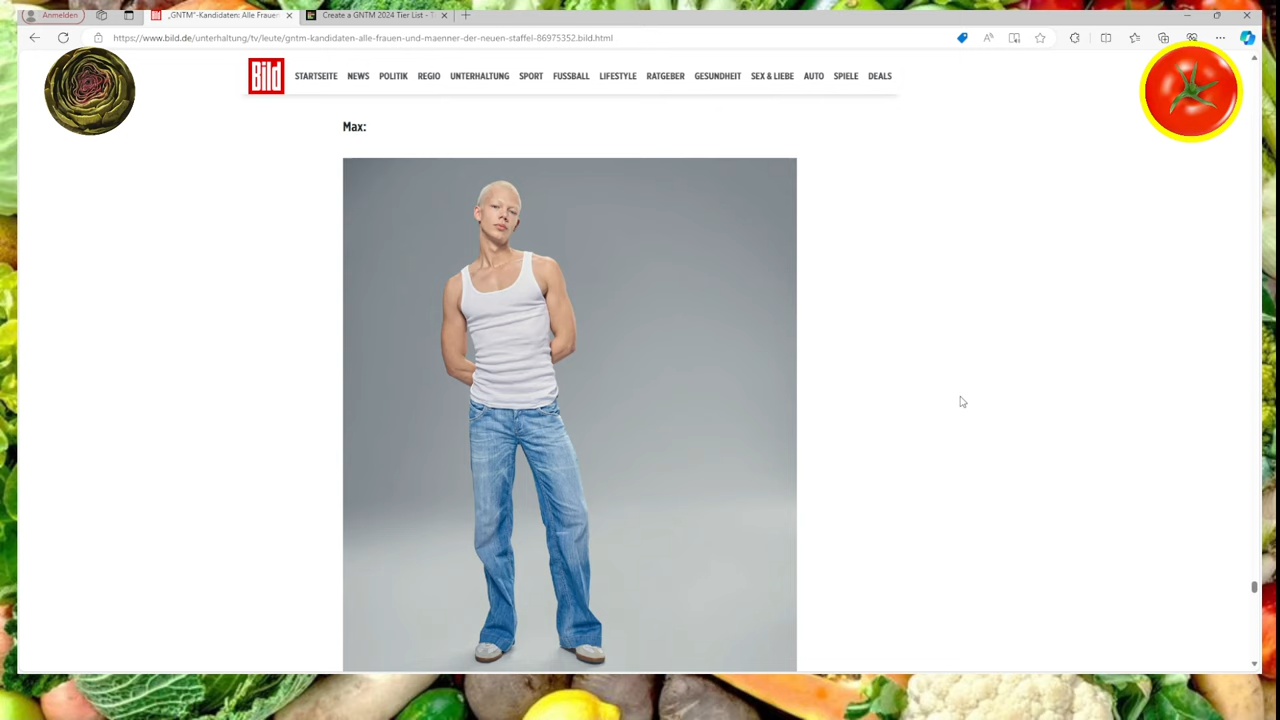 Anmelden
„GNTM"-Kandidaten: Alle Frauen
Create a GNTM 2024 Tier List - T
https://www.bild.de/unterhaltung/tv/leute/gntm-kandidaten-alle-frauen-und-maenner-der-neuen-staffel-86975352.bild.html
Bild STARTSEITE NEWS POLITIK REGIO UNTERHALTUNG SPORT FUSSBALL LIFESTYLE RATGEBER GESUNDHEIT SEX & LIEBE AUTO SPIELE DEALS
Max: